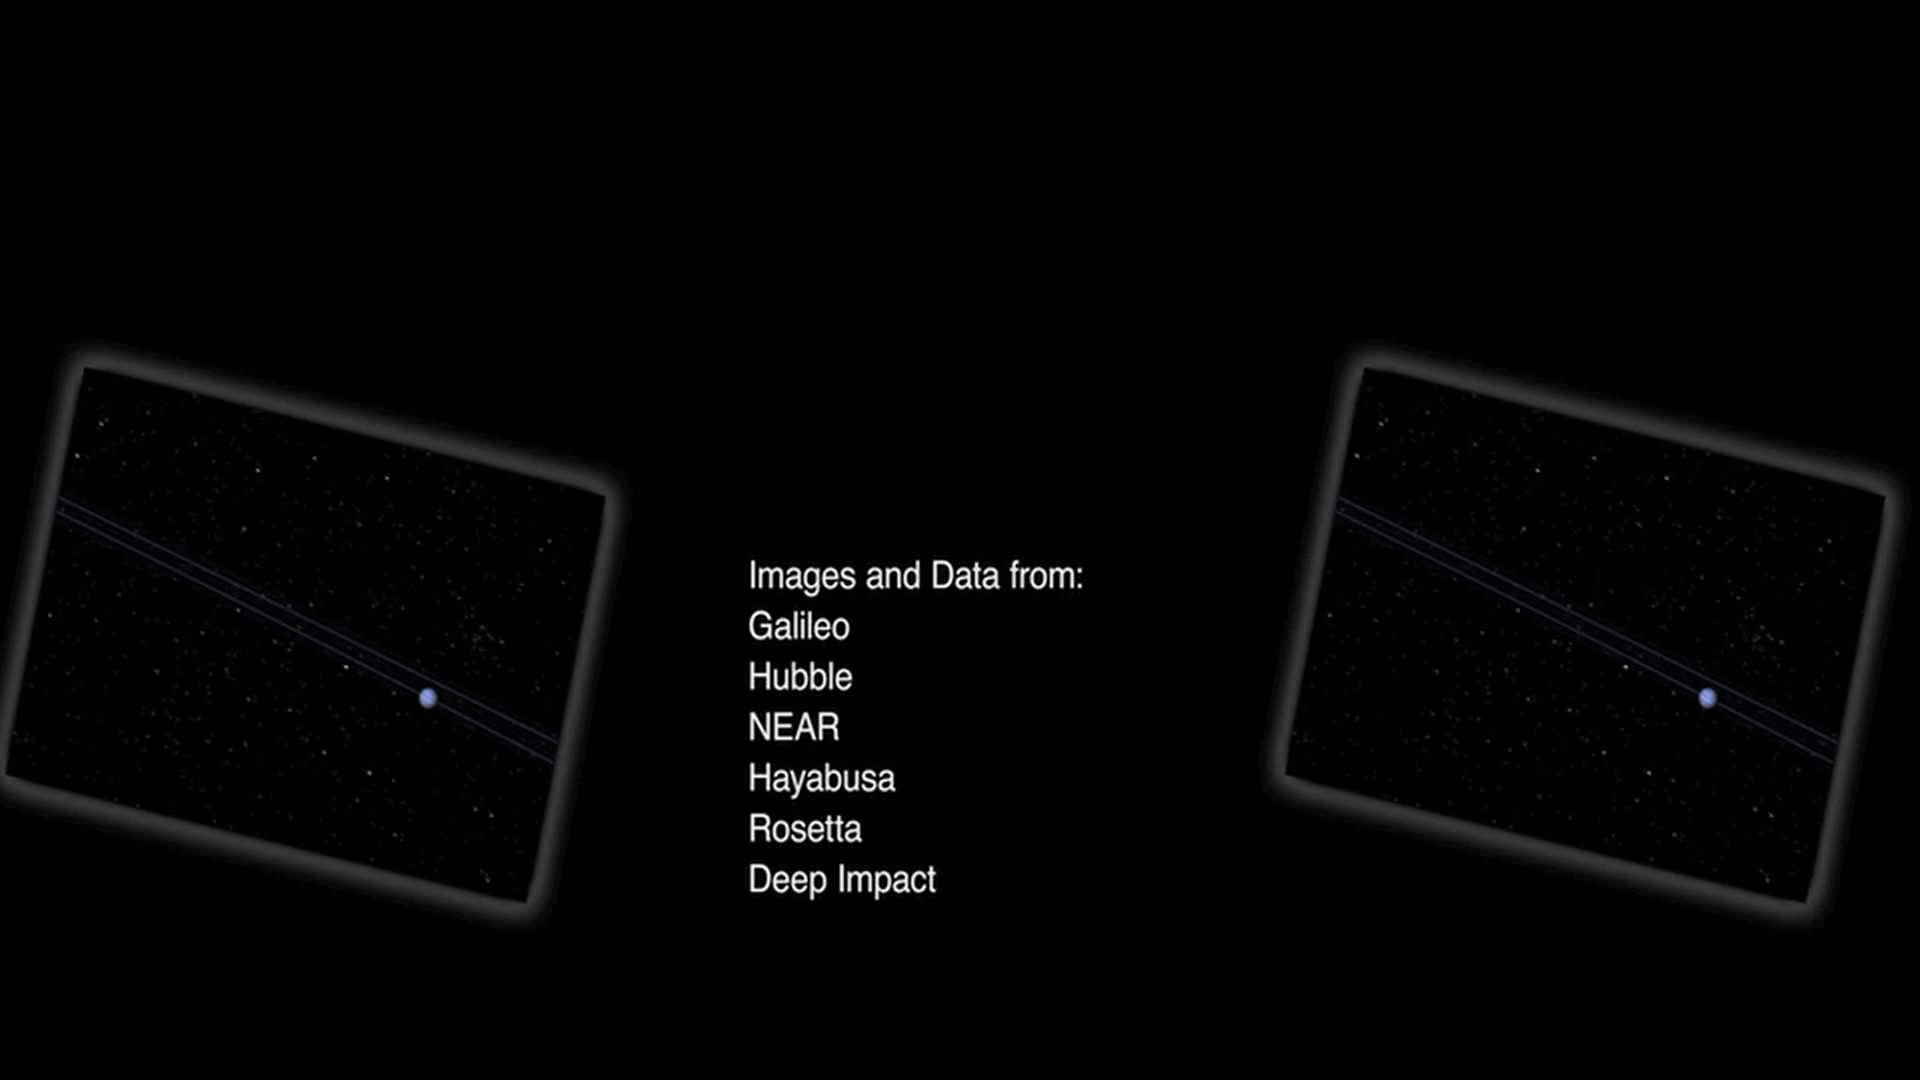 Images and Data from:
Galileo
Hubble
NEAR
Hayabusa
Rosetta
Deep Impact